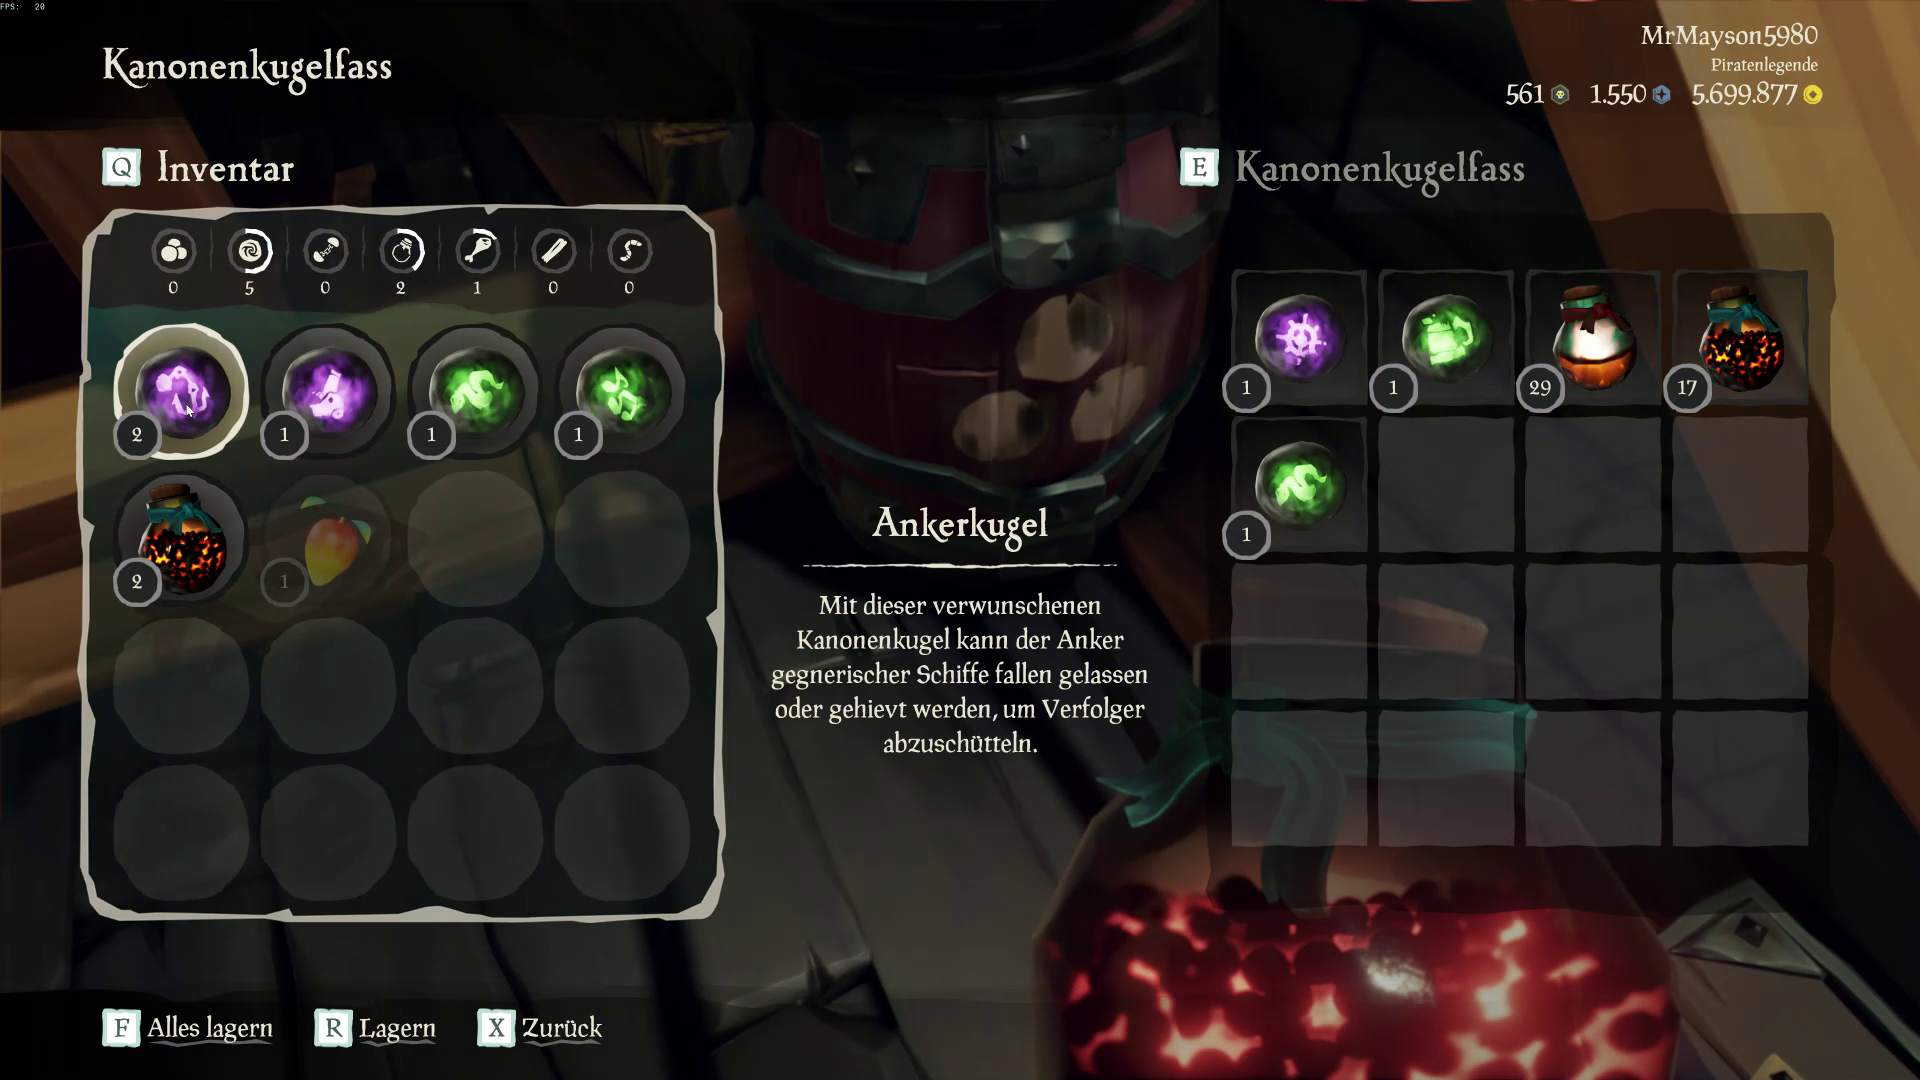 FPS: 20
Kanonenkugelfass
MrMayson5980
Piratenlegende
561 1.550 5.699.877
Q Inventar
E Kanonenkugelfass
0 5 0 2 1 0 0
2 1 1 1
1 1 29 17
2 1
1
Ankerkugel
Mit dieser verwunschenen
Kanonenkugel kann der Anker
gegnerischer Schiffe fallen gelassen
oder gehievt werden, um Verfolger
abzuschütteln.
F Alles lagern R Lagern X Zurück